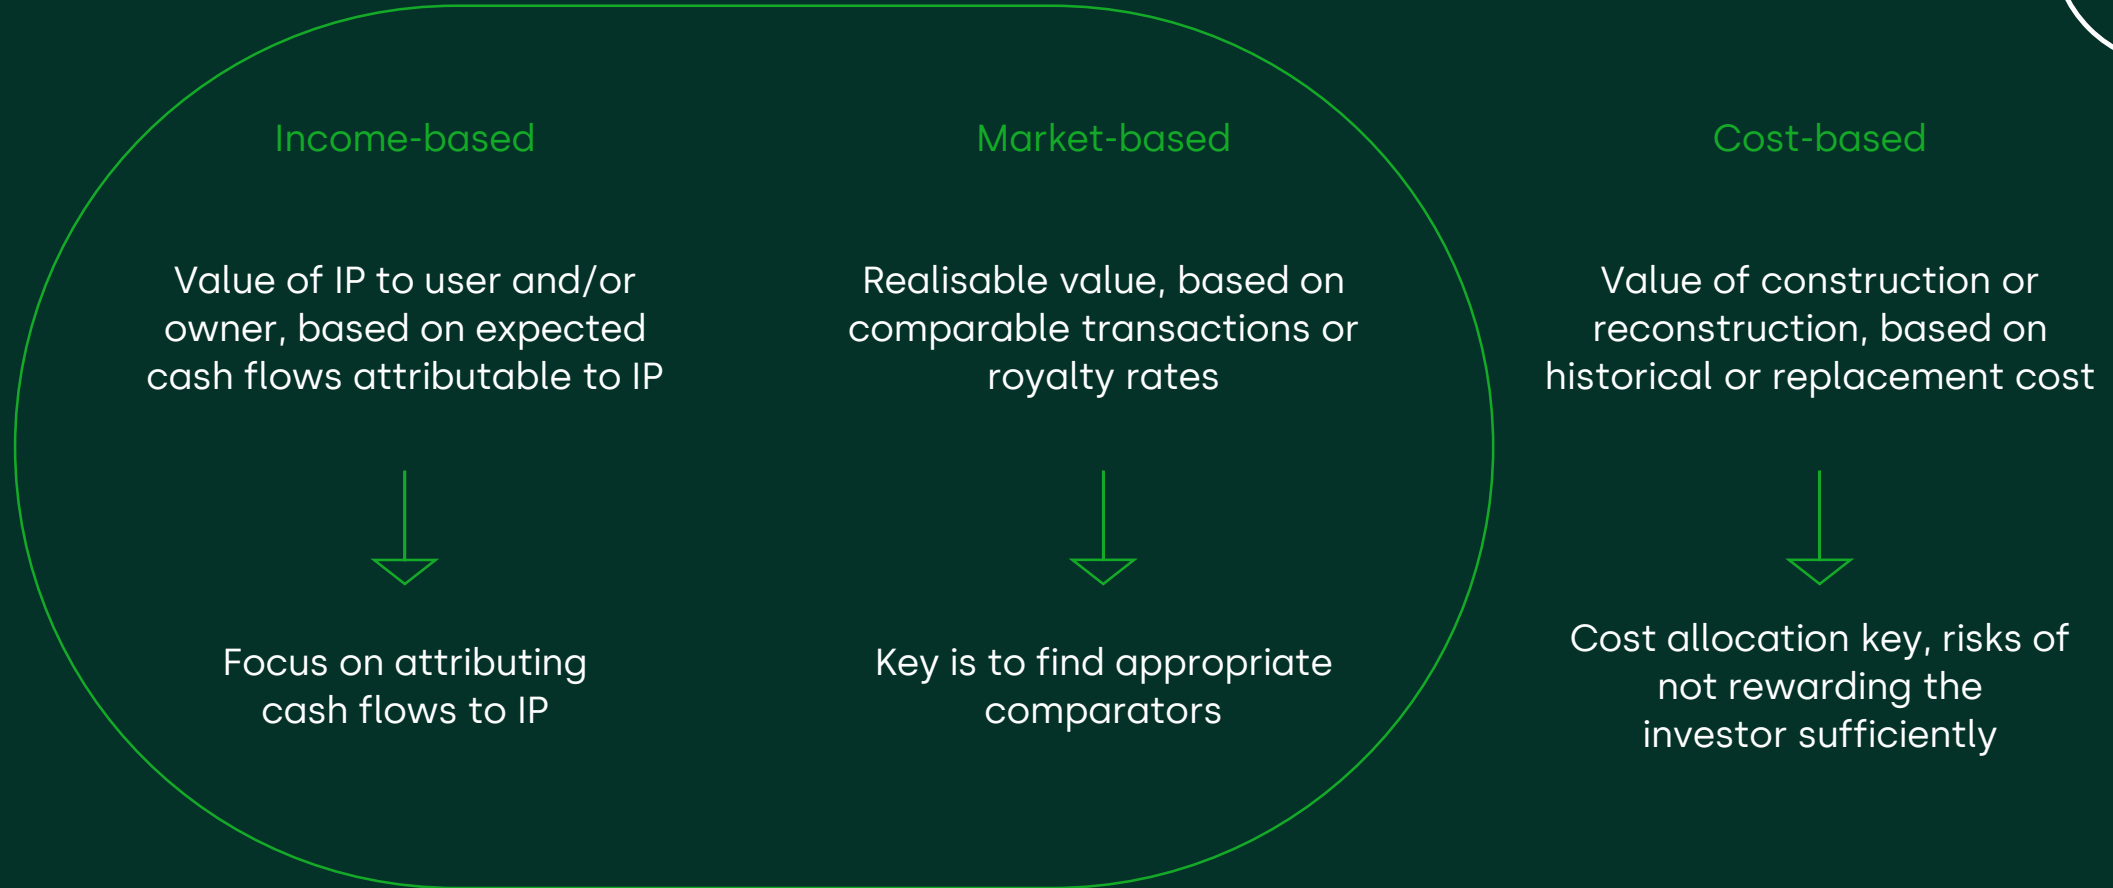 Income-based
Value of IP to user and/or
owner, based on expected
cash flows attributable to IP
Focus on attributing
cash flows to IP
Market-based
Realisable value, based on
comparable transactions or
royalty rates
Key is to find appropriate
comparators
Cost-based
Value of construction or
reconstruction, based on
historical or replacement cost
Cost allocation key, risks of
not rewarding the
investor sufficiently